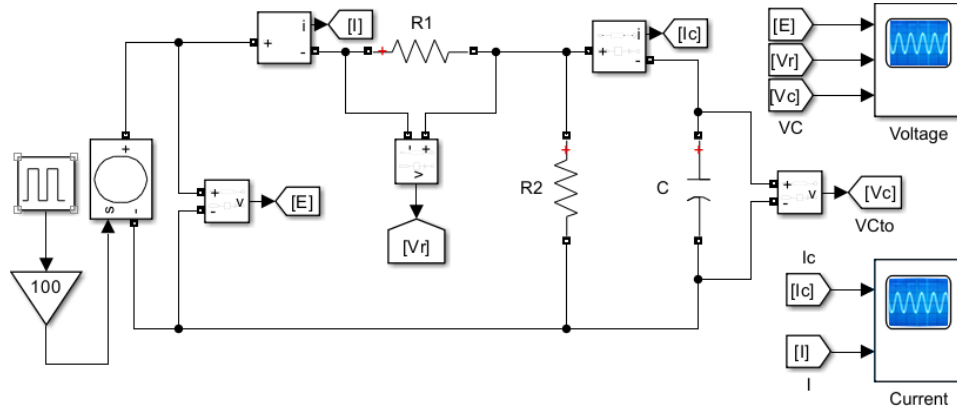 i
[I]
+
-
R1
+
i
[Ic]
+
-
[E]
[Vr]
[Vc]
VC
Voltage
- +
v
[Vr]
+
s
-
+
-
v
[E]
100
R2
+
C
+
+
-
v
[Vc]
VCto
Ic
[Ic]
[I]
I
Current